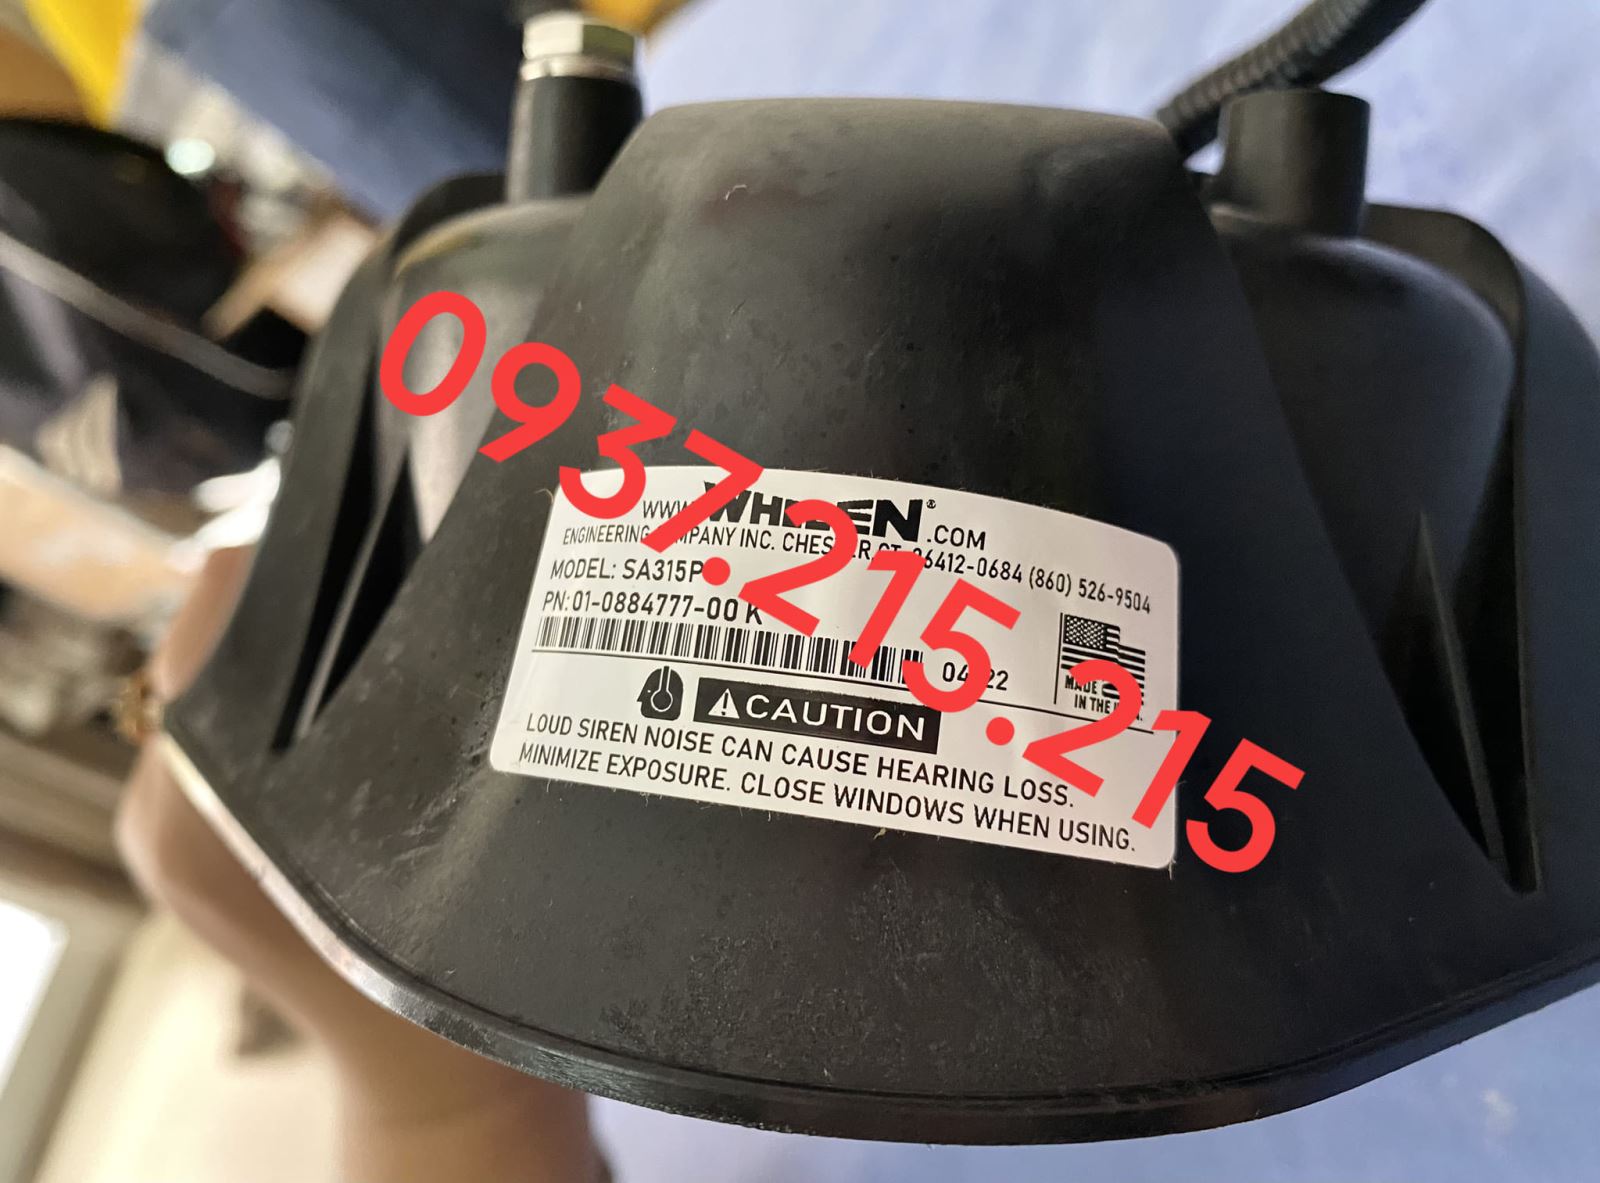 0937.215.215
WWW.WHELEN®.COM
ENGINEERING COMPANY INC. CHESTER, CT. 06412-0684 (860) 526-9504
MODEL: SA315P
PN:01-0884777-00 K
04 22
MADE
IN THE U.S.A.
CAUTION
LOUD SIREN NOISE CAN CAUSE HEARING LOSS.
MINIMIZE EXPOSURE. CLOSE WINDOWS WHEN USING.